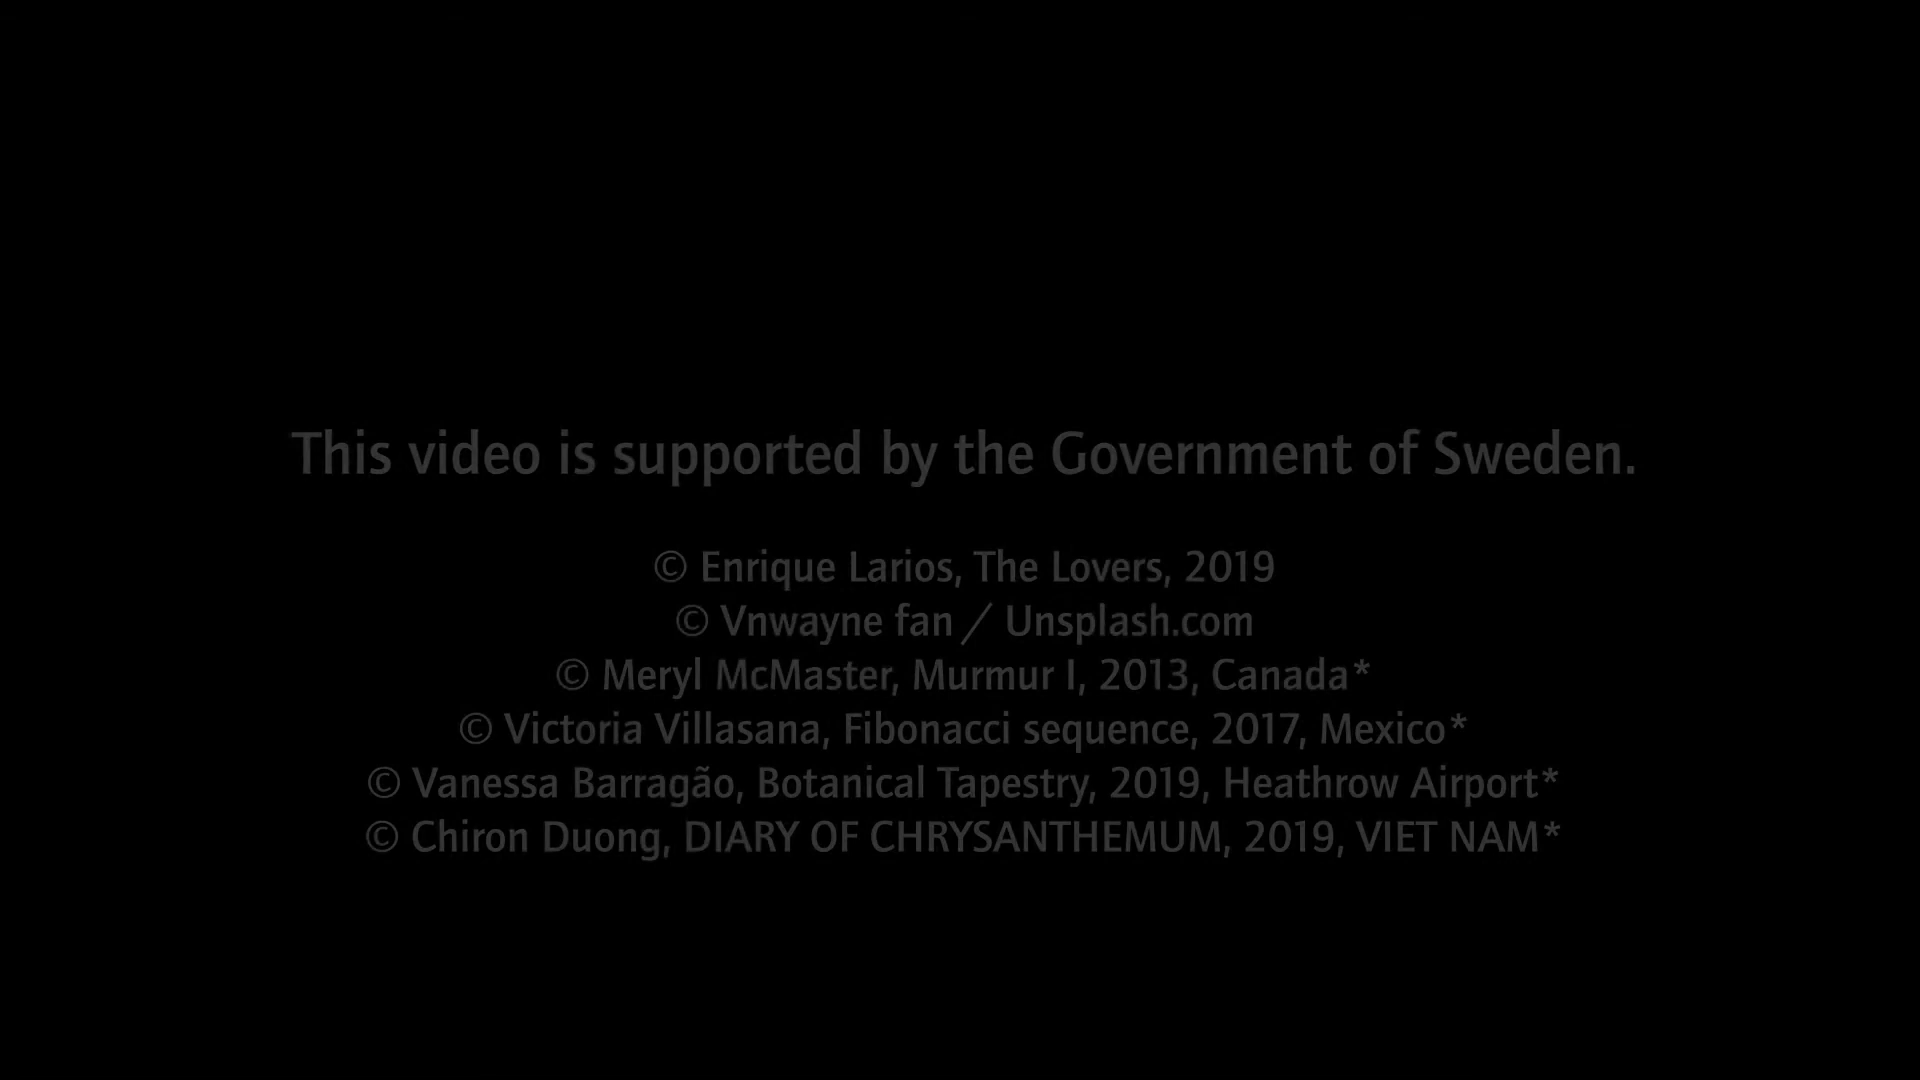 This video is supported by the Government of Sweden.
© Enrique Larios, The Lovers, 2019
© Vnwayne fan / Unsplash.com
© Meryl McMaster, Murmur I, 2013, Canada*
© Victoria Villasana, Fibonacci sequence, 2017, Mexico*
© Vanessa Barragão, Botanical Tapestry, 2019, Heathrow Airport*
© Chiron Duong, DIARY OF CHRYSANTHEMUM, 2019, VIET NAM*